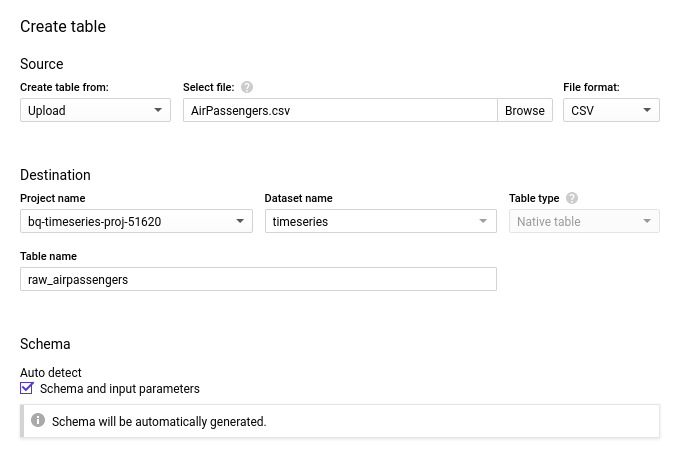 Create table
Source
Create table from: Select file: ?
Upload AirPassengers.csv Browse CSV
File format:
Destination
Project name Dataset name Table type ?
bq-timeseries-proj-51620 timeseries Native table
Table name
raw_airpassengers
Schema
Auto detect
Schema and input parameters
Schema will be automatically generated.